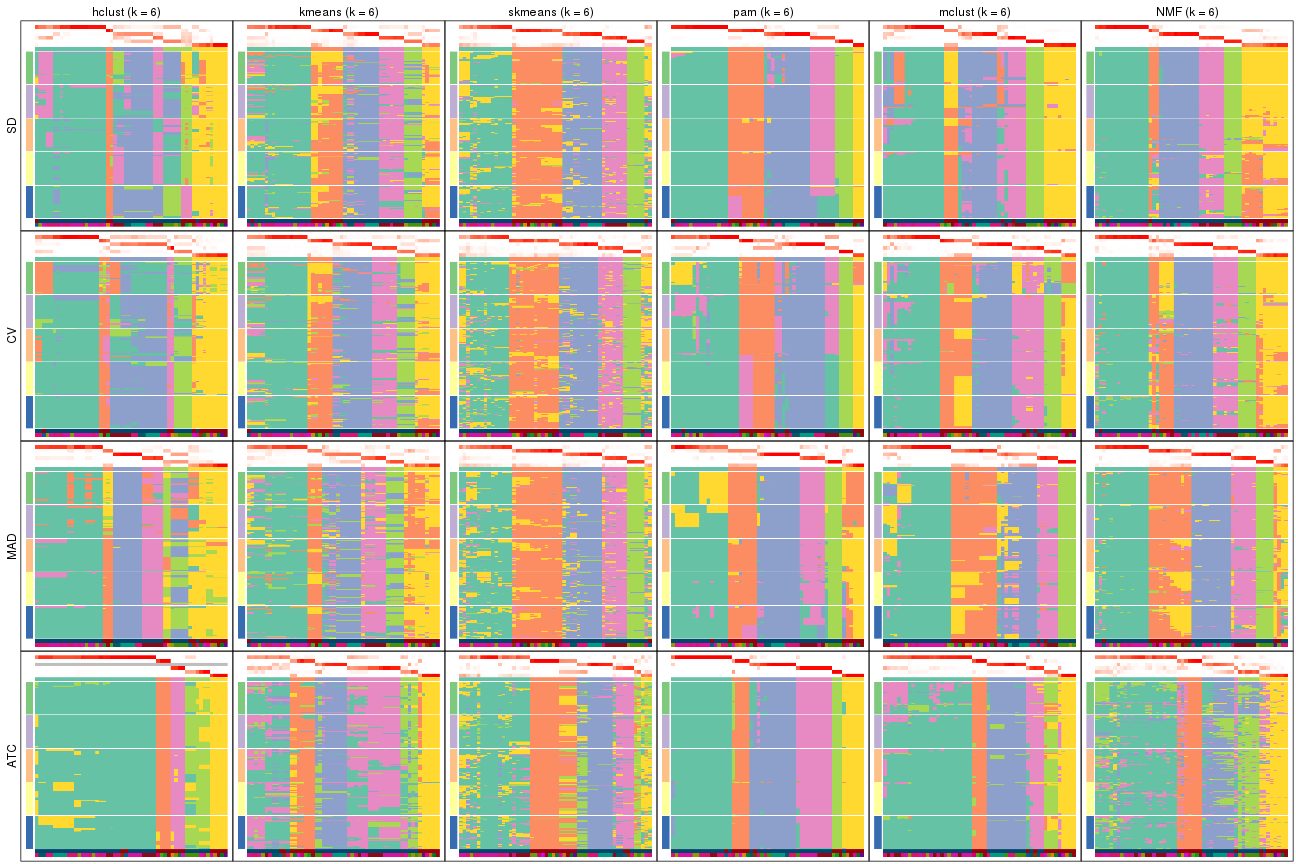 hclust (k = 6) kmeans (k = 6) skmeans (k = 6) pam (k = 6) mclust (k = 6) NMF (k = 6)
SD
CV
MAD
ATC